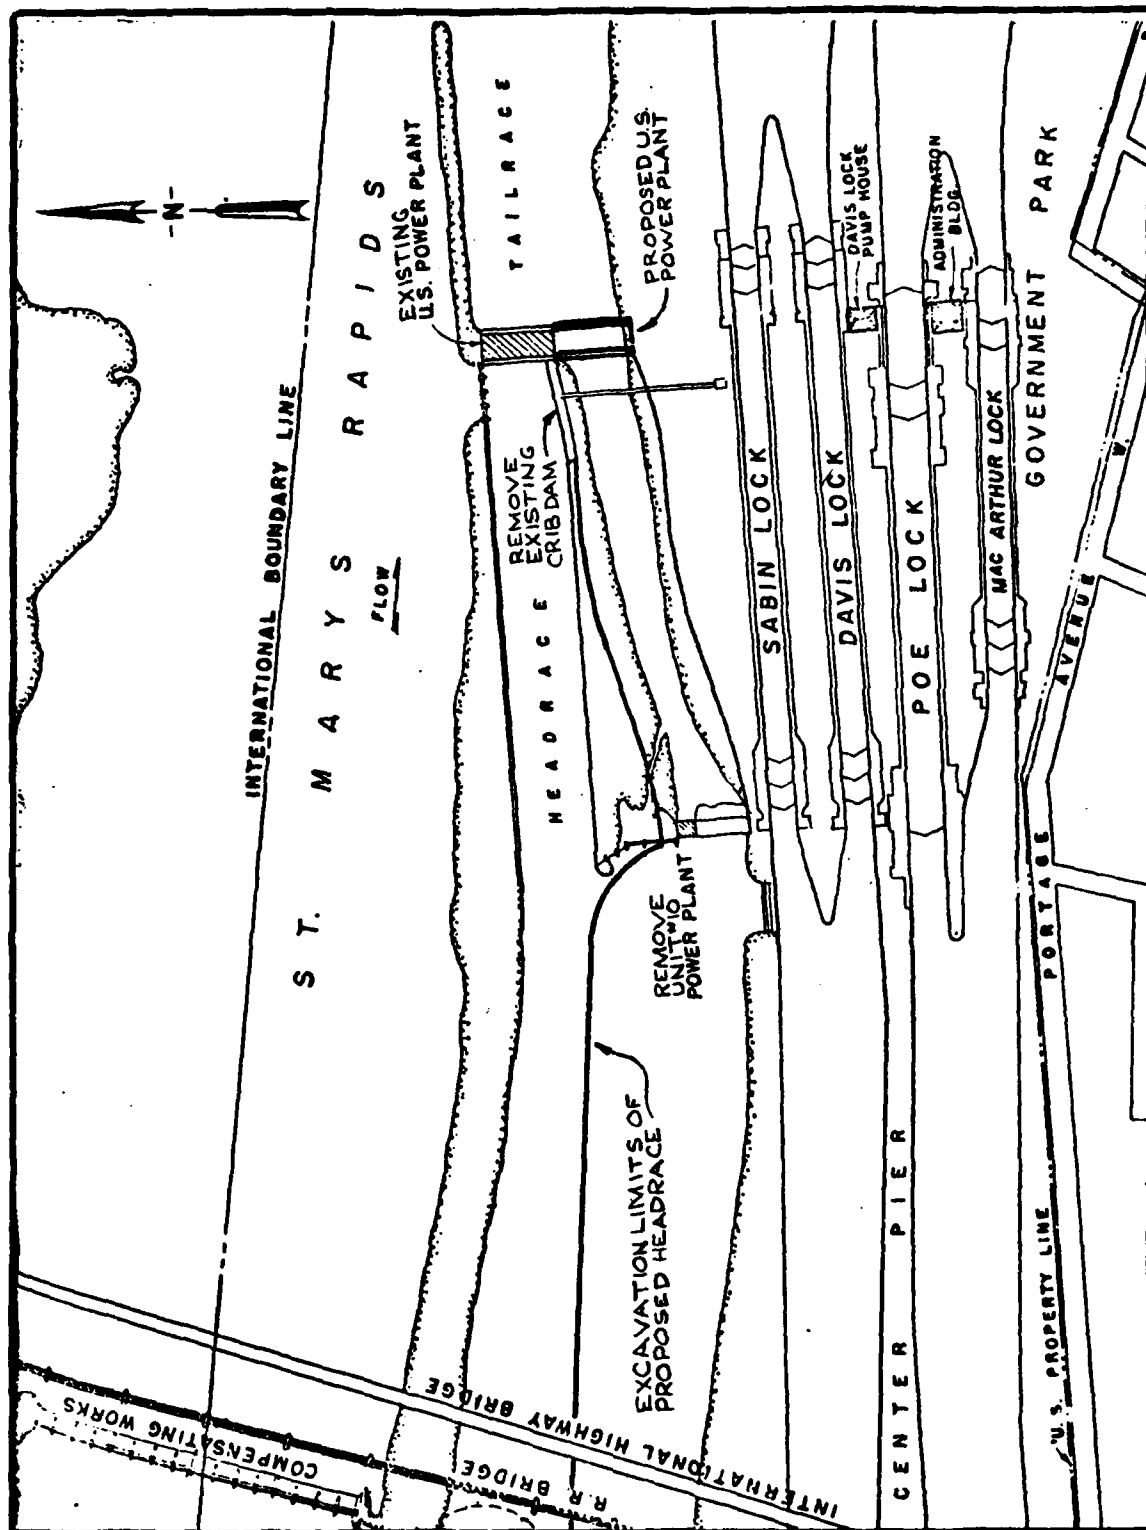 -N-
INTERNATIONAL BOUNDARY LINE
ST. MARYS RAPIDS
FLOW
EXISTING
U.S. POWER PLANT
TAILRACE
PROPOSED U.S.
POWER PLANT
REMOVE
EXISTING
CRIB DAM
HEADRACE
REMOVE
UNIT #10
POWER PLANT
EXCAVATION LIMITS OF
PROPOSED HEADRACE
COMPENSATING WORKS
R.R. BRIDGE
INTERNATIONAL HIGHWAY BRIDGE
SABIN LOCK
DAVIS LOCK
DAVIS LOCK
PUMP HOUSE
POE LOCK
ADMINISTRATION
BLDG.
MAC ARTHUR LOCK
GOVERNMENT PARK
CENTER PIER
U.S. PROPERTY LINE
PORTAGE AVENUE W.